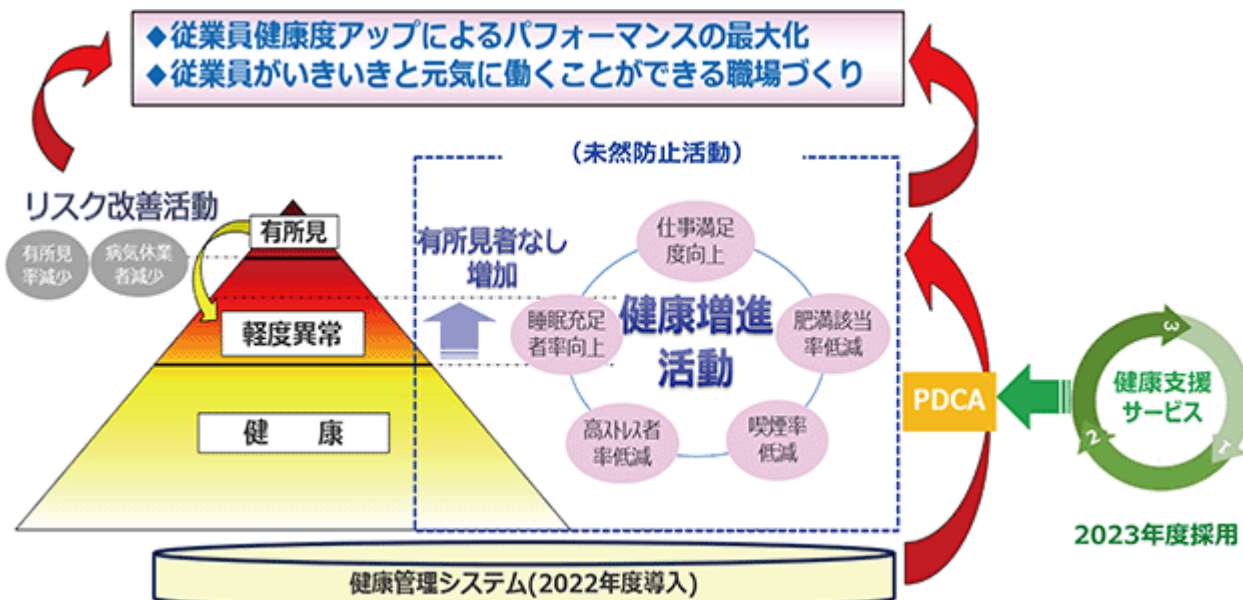 ◆従業員健康度アップによるパフォーマンスの最大化
◆従業員がいきいきと元気に働くことができる職場づくり
(未然防止活動)
リスク改善活動
有所見
率減少
病気休業
者減少
有所見
軽度異常
健 康
有所見者なし
増加
健康増進
活動
仕事満足
度向上
肥満該当
率低減
喫煙率
低減
高ストレス者
率低減
睡眠充足
者率向上
PDCA
健康支援
サービス
1
2
3
2023年度採用
健康管理システム(2022年度導入)